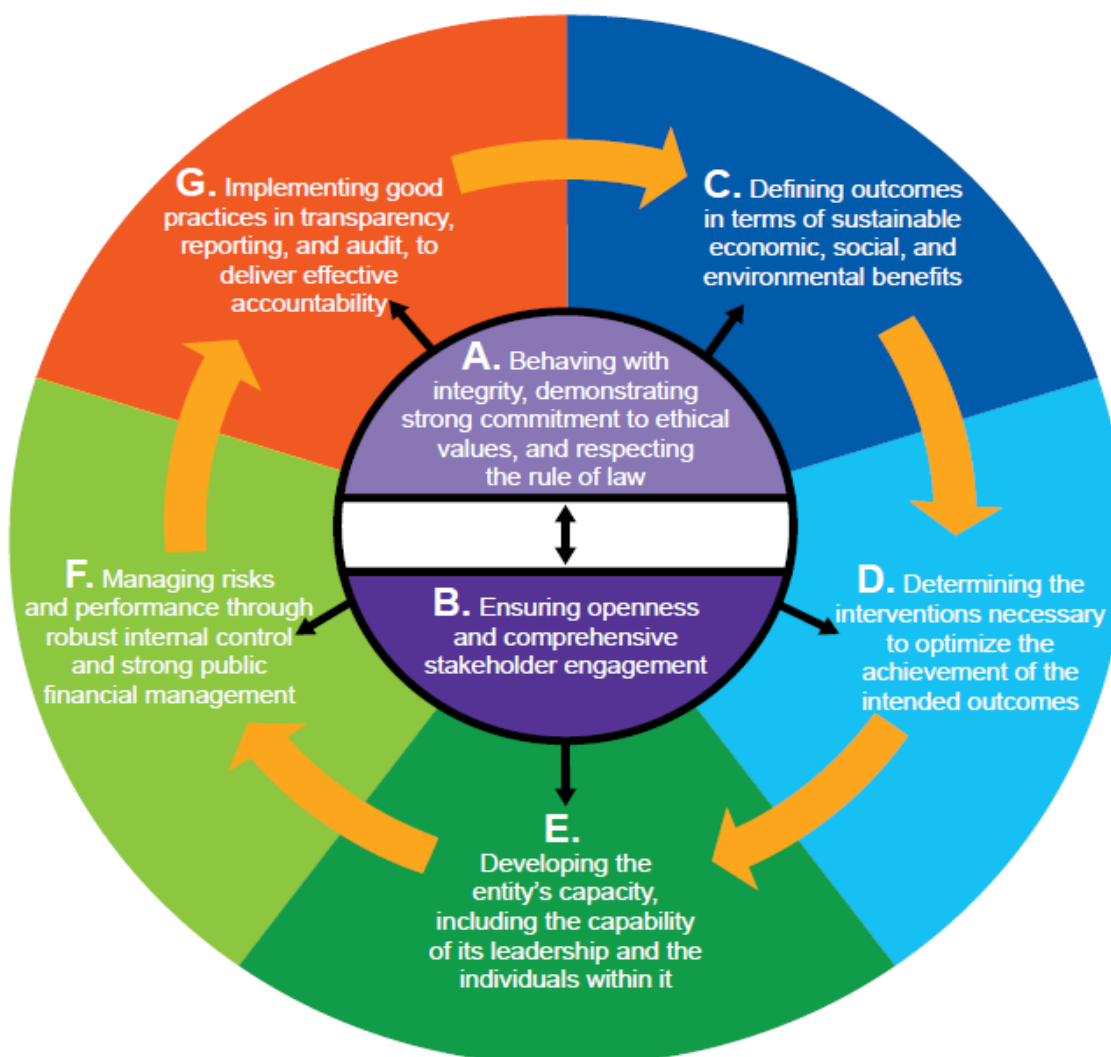 G. Implementing good
practices in transparency,
reporting, and audit, to
deliver effective
accountability
C. Defining outcomes
in terms of sustainable
economic, social, and
environmental benefits
A. Behaving with
integrity, demonstrating
strong commitment to ethical
values, and respecting
the rule of law
B. Ensuring openness
and comprehensive
stakeholder engagement
F. Managing risks
and performance through
robust internal control
and strong public
financial management
D. Determining the
interventions necessary
to optimize the
achievement of the
intended outcomes
E.
Developing the
entity's capacity,
including the capability
of its leadership and the
individuals within it